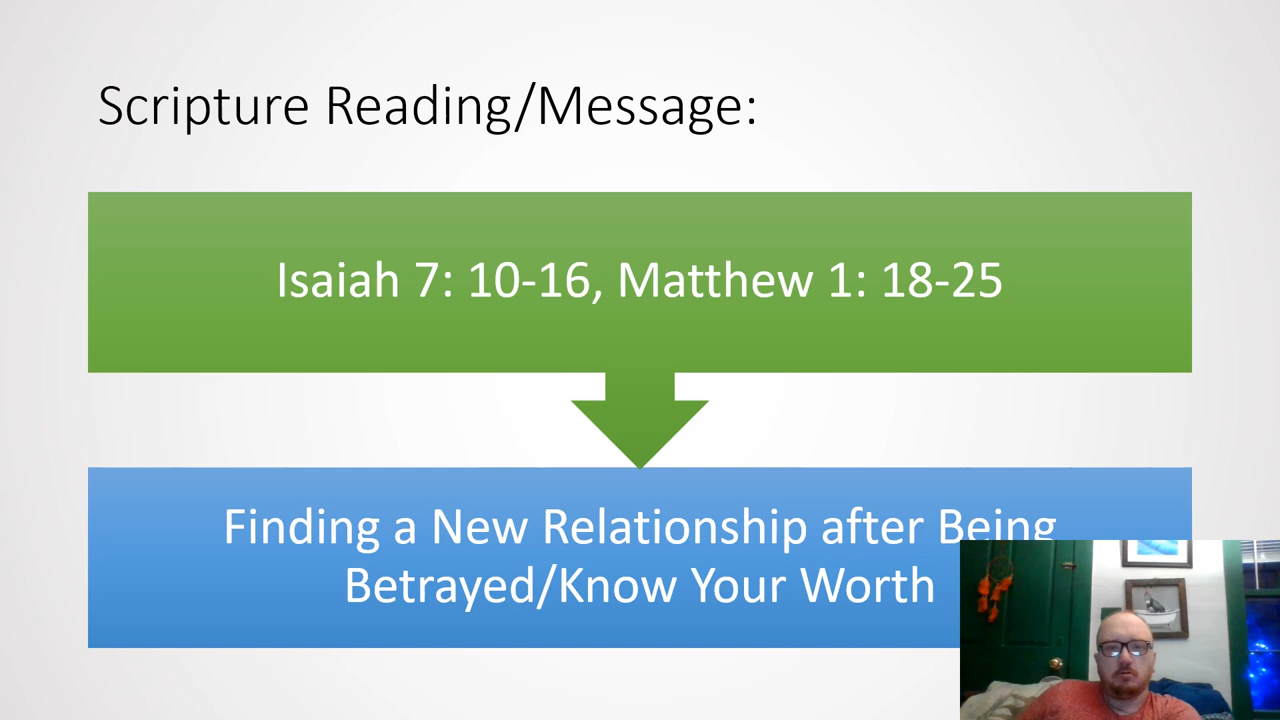 Scripture Reading/Message:
Isaiah 7: 10-16, Matthew 1: 18-25
Finding a New Relationship after Being
Betrayed/Know Your Worth